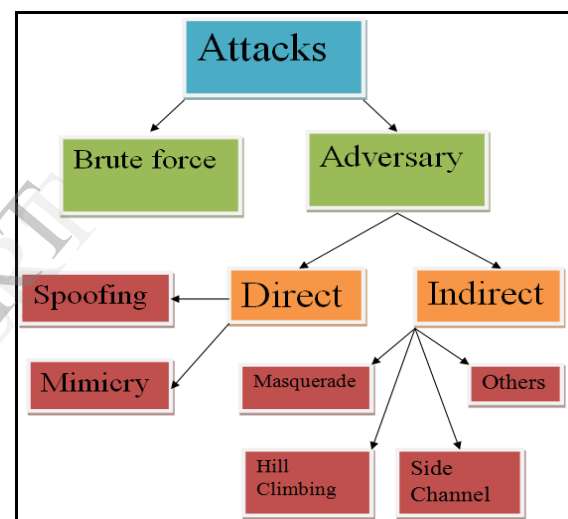 Attacks
Brute force
Adversary
Spoofing
Direct
Indirect
Mimicry
Masquerade
Others
Hill
Climbing
Side
Channel